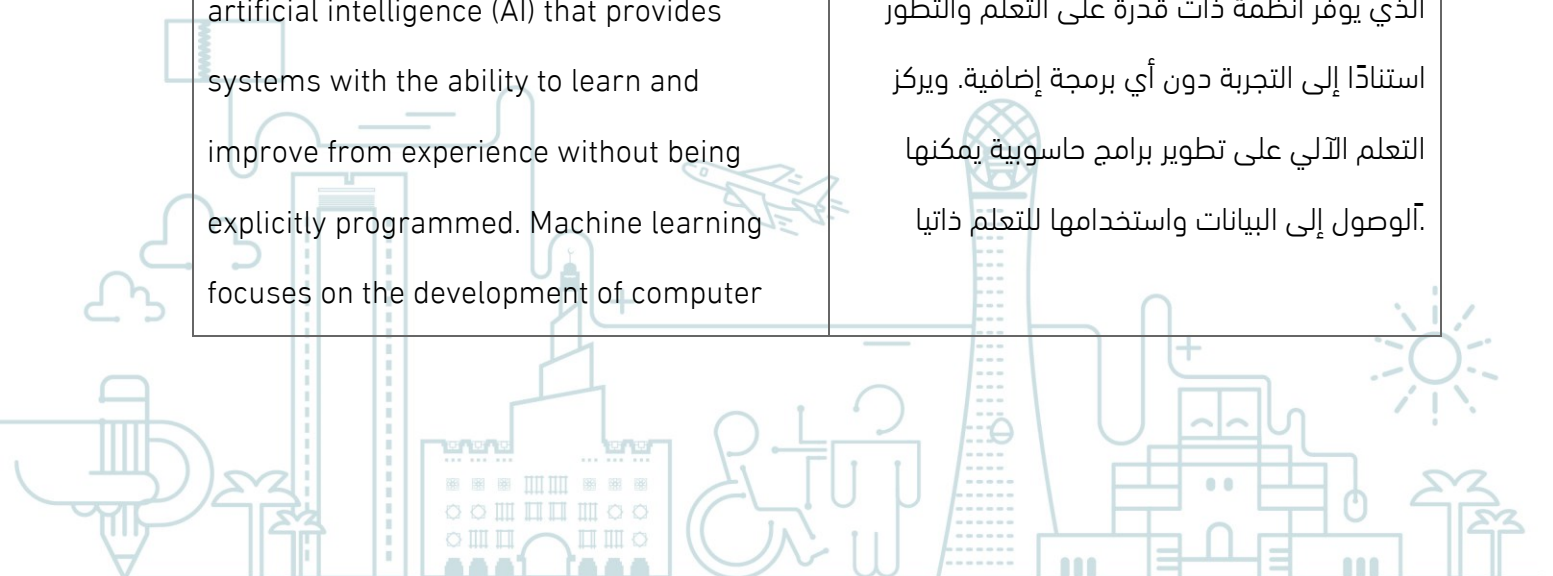 artificial intelligence (AI) that provides
systems with the ability to learn and
improve from experience without being
explicitly programmed. Machine learning
focuses on the development of computer
الذي يوفر أنظمة ذات قدرة على التعلم والتطور
استنادًا إلى التجربة دون أي برمجة إضافية. ويركز
التعلم الآلي على تطوير برامج حاسوبية يمكنها
.الوصول إلى البيانات واستخدامها للتعلم ذاتيا